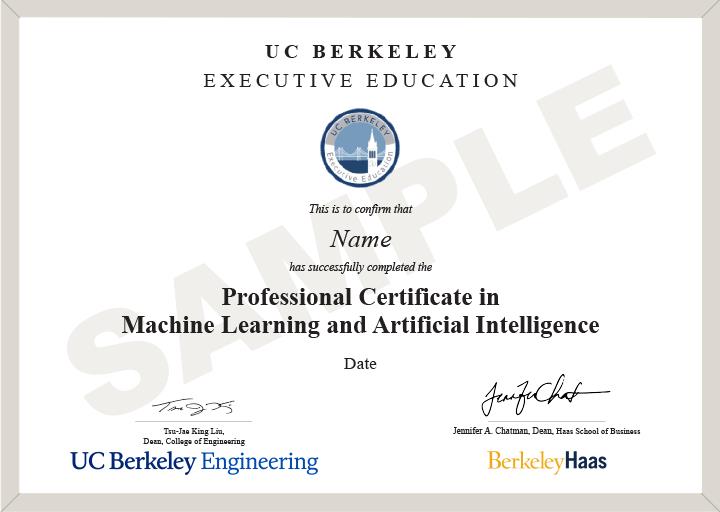 UC BERKELEY
EXECUTIVE EDUCATION
UC BERKELEY
Executive Education
This is to confirm that
Name
has successfully completed the
Professional Certificate in
Machine Learning and Artificial Intelligence
SAMPLE
Date
Tsu-Jae King Liu,
Dean, College of Engineering
UC Berkeley Engineering
Jennifer A. Chatman, Dean, Haas School of Business
BerkeleyHaas